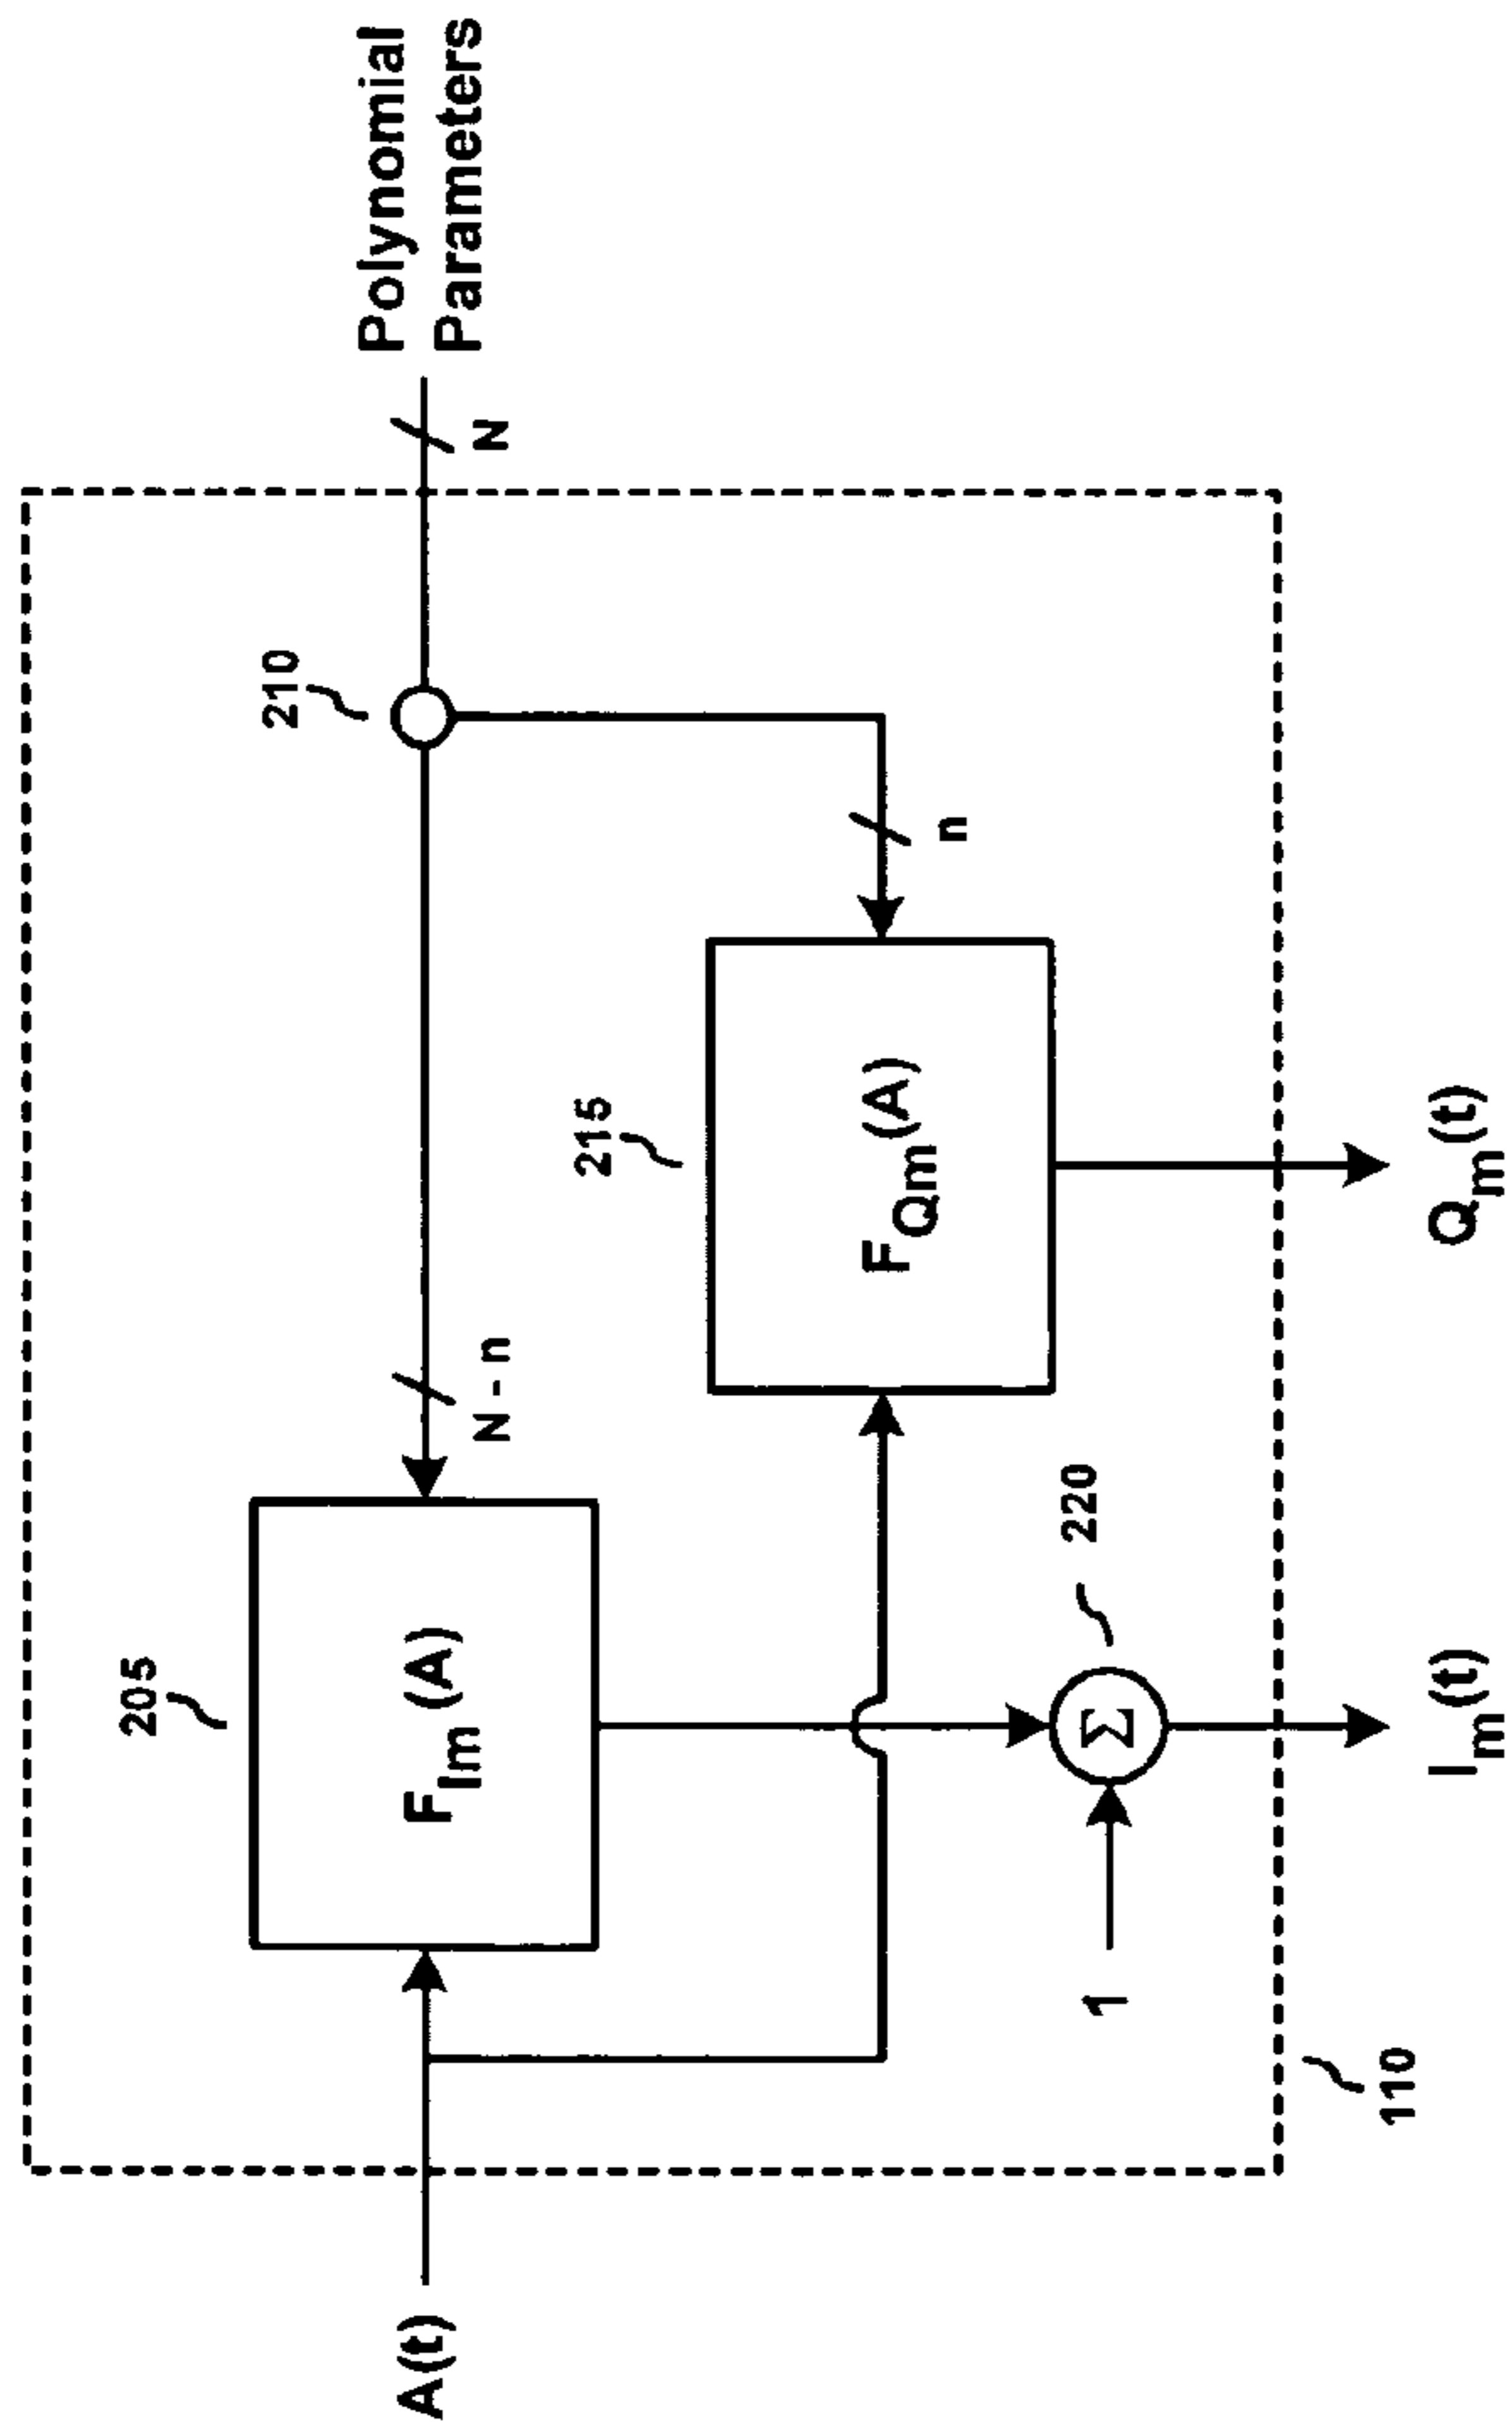 210
Polynomial
Parameters
N
205
F_Im(A)
N - n
215
F_Qm(A)
n
A(t)
1
Σ
220
110
I_m(t)
Q_m(t)